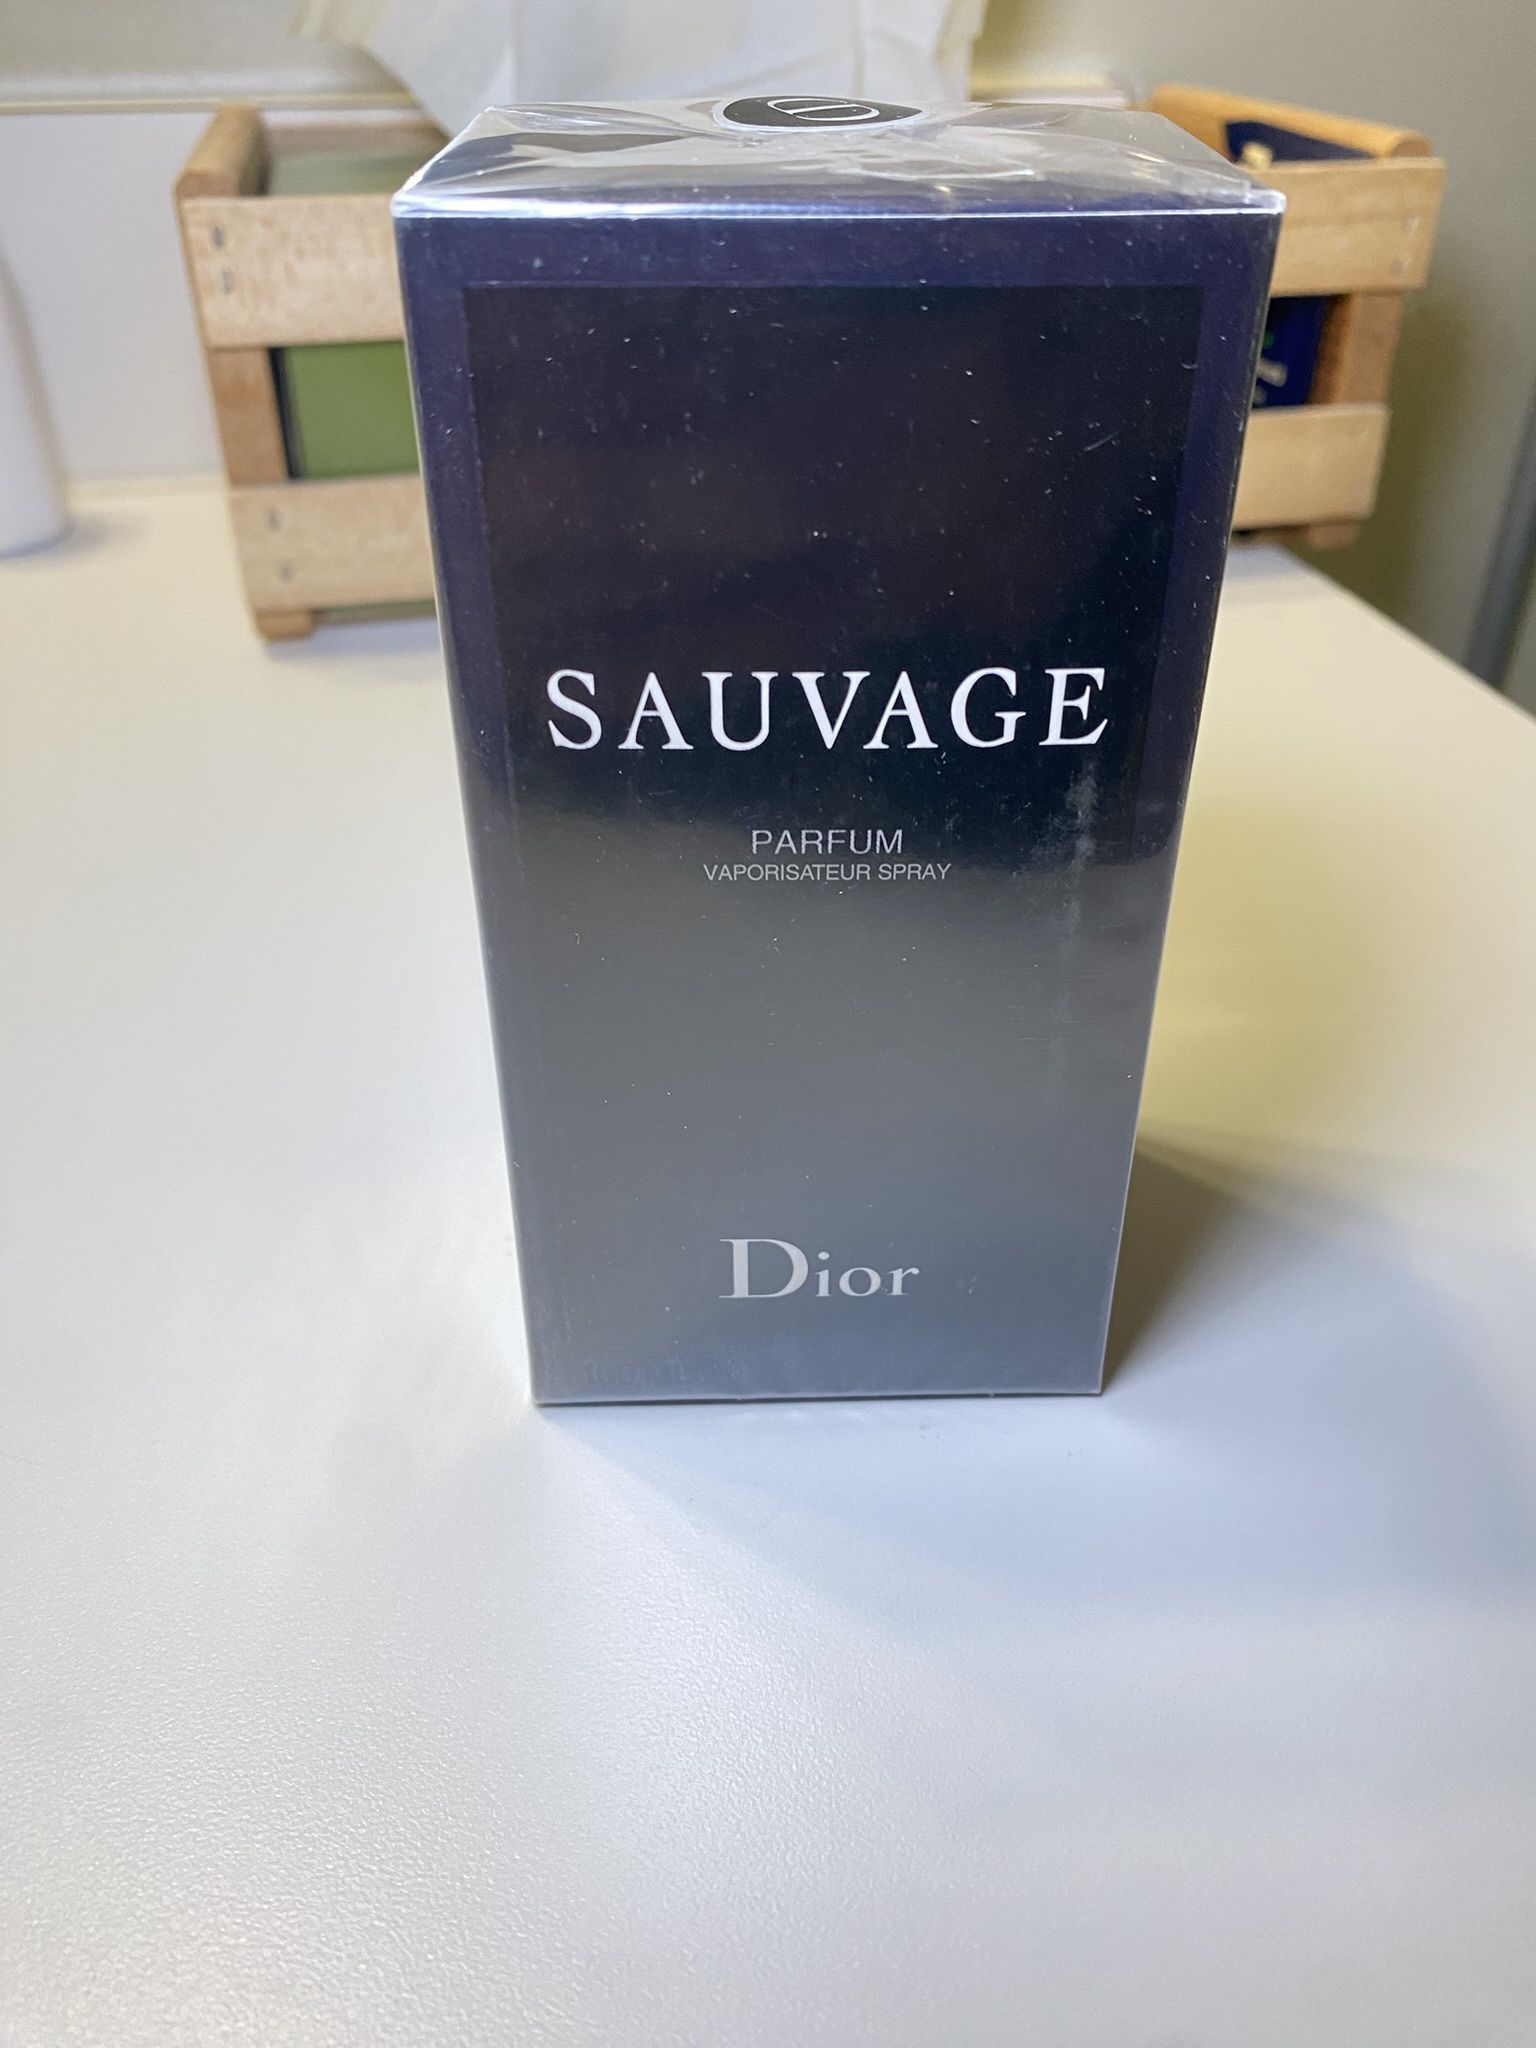 SAUVAGE
PARFUM
VAPORISATEUR SPRAY
Dior